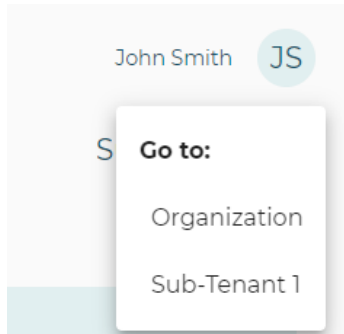 John Smith JS
S
Go to:
Organization
Sub-Tenant 1